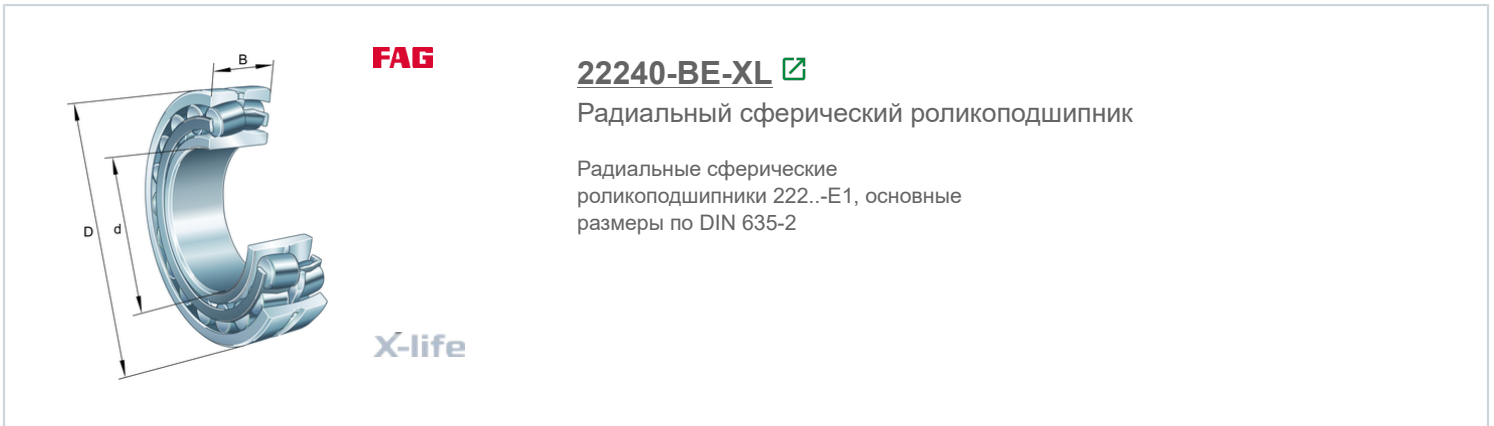 B
FAG
22240-BE-XL
Радиальный сферический роликоподшипник
Радиальные сферические
роликоподшипники 222..-E1, основные
размеры по DIN 635-2
D
d
X-life